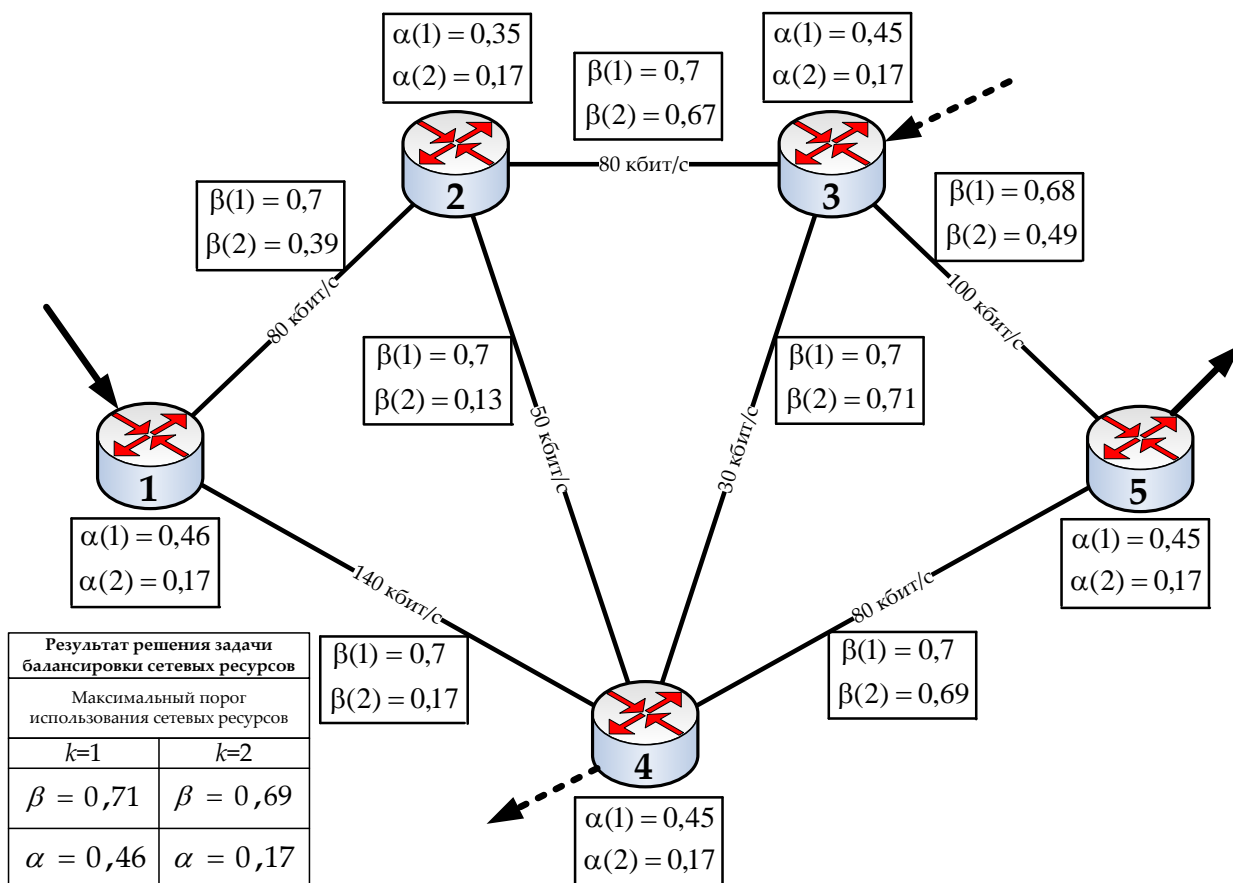 α(1) = 0,35
α(2) = 0,17
α(1) = 0,45
α(2) = 0,17
β(1) = 0,7
β(2) = 0,67
2
80 кбит/с
3
β(1) = 0,7
β(2) = 0,39
β(1) = 0,68
β(2) = 0,49
80 кбит/с
100 кбит/с
β(1) = 0,7
β(2) = 0,13
β(1) = 0,7
β(2) = 0,71
50 кбит/с
30 кбит/с
1
5
α(1) = 0,46
α(2) = 0,17
α(1) = 0,45
α(2) = 0,17
140 кбит/с
80 кбит/с
β(1) = 0,7
β(2) = 0,17
β(1) = 0,7
β(2) = 0,69
4
α(1) = 0,45
α(2) = 0,17
Результат решения задачи
балансировки сетевых ресурсов
Максимальный порог
использования сетевых ресурсов
k=1 k=2
β = 0,71 β = 0,69
α = 0,46 α = 0,17